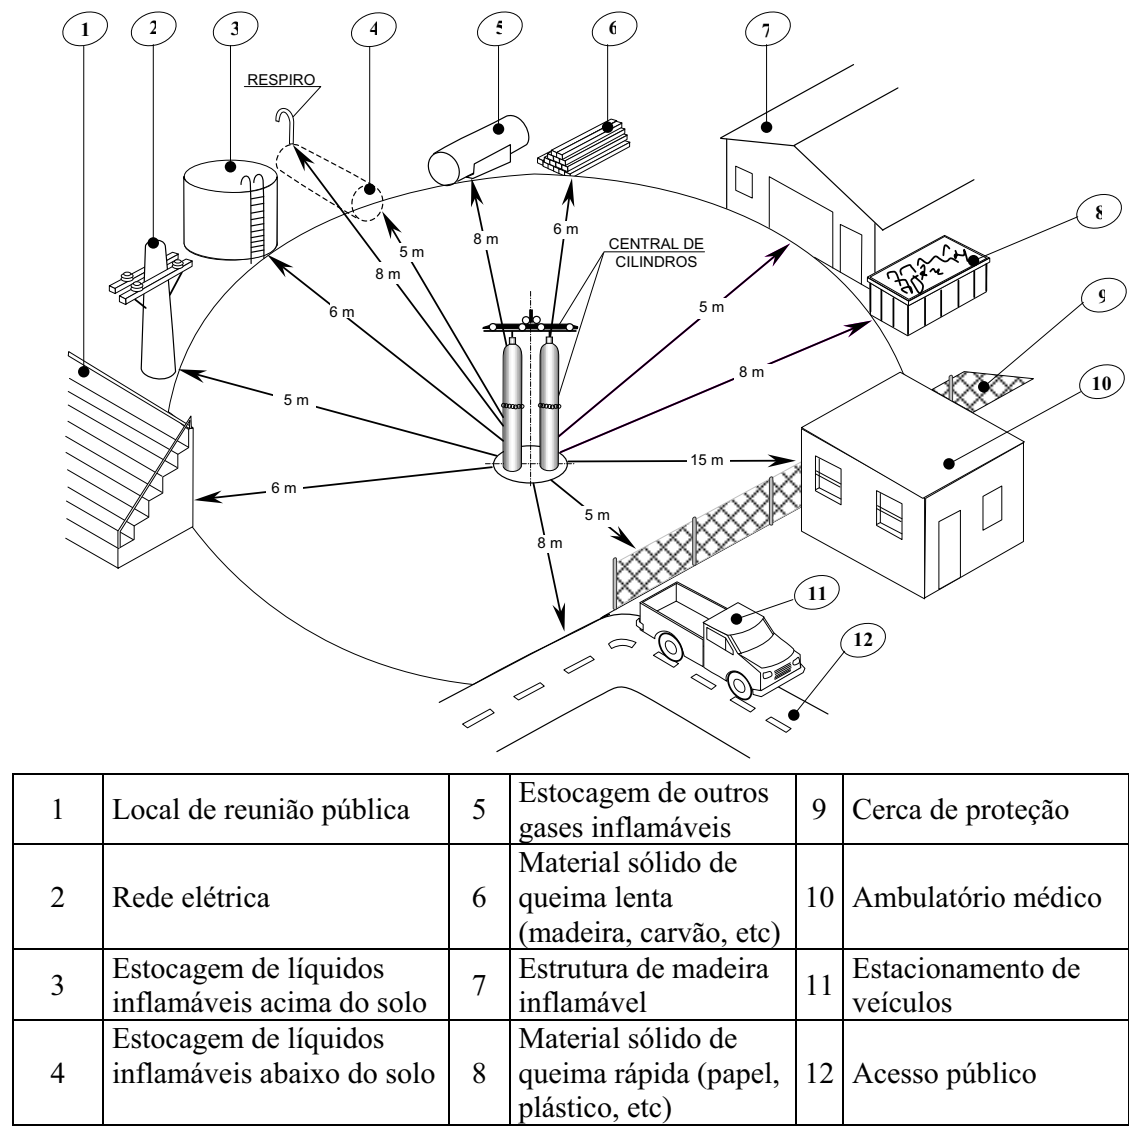 1
2
3
4
5
6
7
RESPIRO
8
8 m
6 m
5 m
CENTRAL DE
CILINDROS
8 m
9
6 m
5 m
8 m
10
5 m
15 m
6 m
5 m
8 m
11
12
1 Local de reunião pública 5 Estocagem de outros gases inflamáveis 9 Cerca de proteção
2 Rede elétrica 6 Material sólido de queima lenta (madeira, carvão, etc) 10 Ambulatório médico
3 Estocagem de líquidos inflamáveis acima do solo 7 Estrutura de madeira inflamável 11 Estacionamento de veículos
4 Estocagem de líquidos inflamáveis abaixo do solo 8 Material sólido de queima rápida (papel, plástico, etc) 12 Acesso público